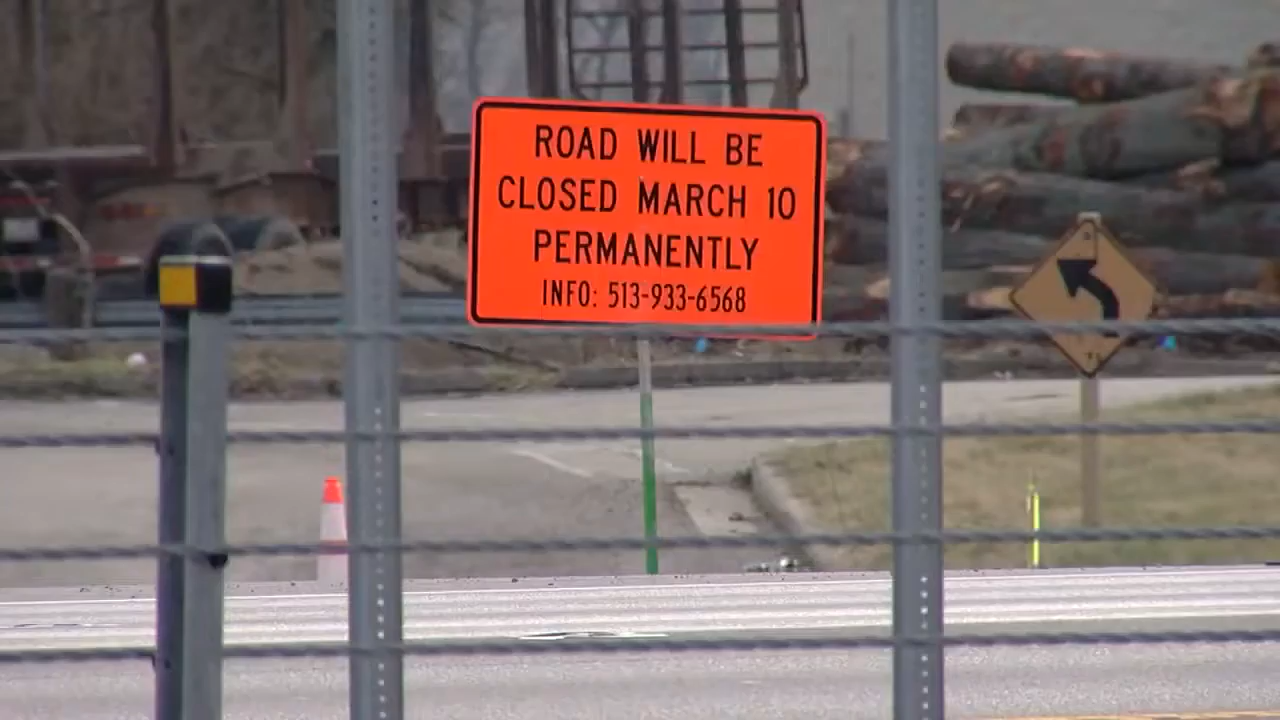 ROAD WILL BE
CLOSED MARCH 10
PERMANENTLY
INFO: 513-933-6568